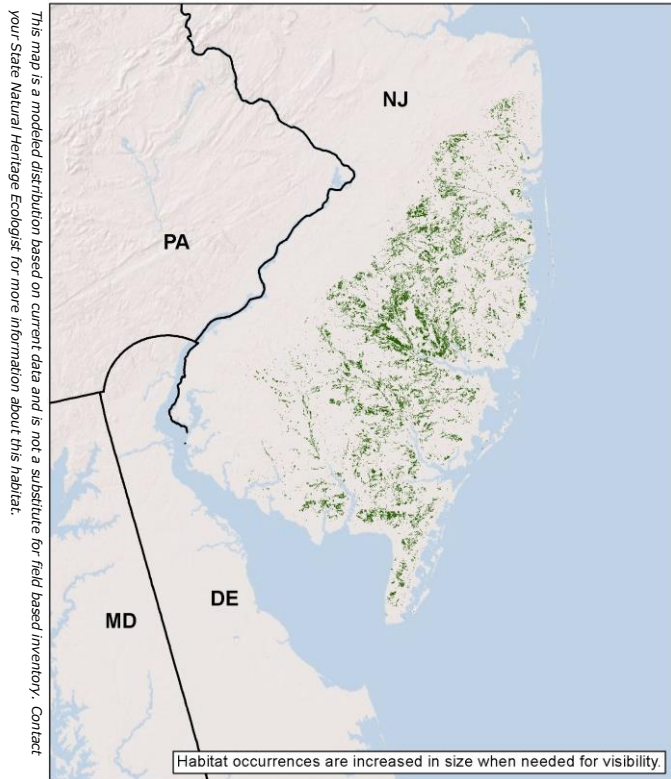 This map is a modeled distribution based on current data and is not a substitute for field based inventory. Contact
your State Natural Heritage Ecologist for more information about this habitat.
NJ
PA
DE
MD
Habitat occurrences are increased in size when needed for visibility.